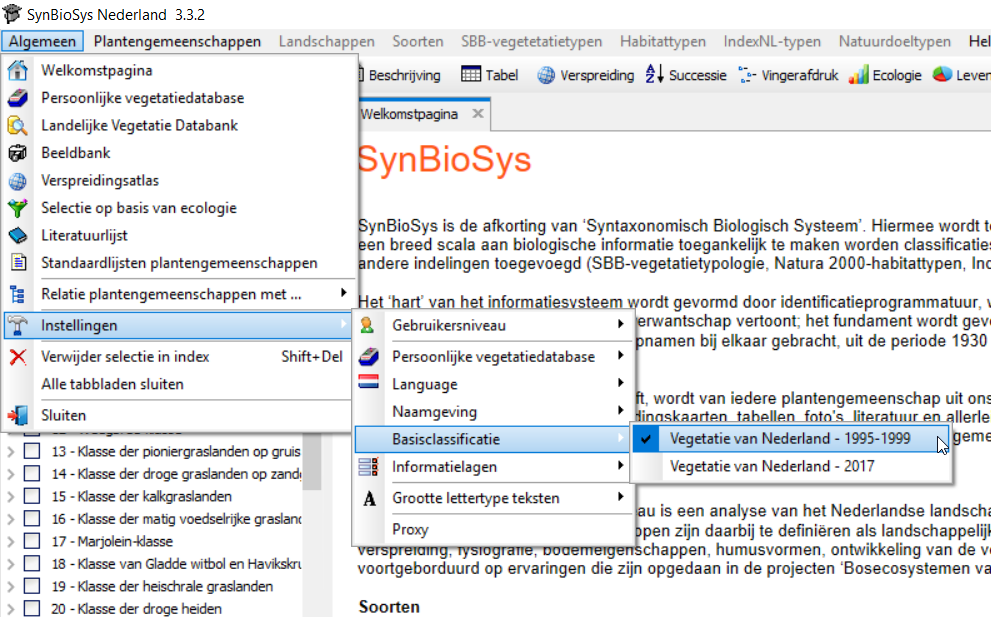 SynBioSys Nederland 3.3.2
Algemeen Plantengemeenschappen Landschappen Soorten SBB-vegetetatietypen Habitattypen IndexNL-typen Natuurdoeltypen Hel
Beschrijving Tabel Verspreiding Successie Vingerafdruk Ecologie Leven
Welkomstpagina
Persoonlijke vegetatiedatabase
Landelijke Vegetatie Databank
Beeldbank
Verspreidingsatlas
Selectie op basis van ecologie
Literatuurlijst
Standaardlijsten plantengemeenschappen
Relatie plantengemeenschappen met ...
Instellingen
Verwijder selectie in index Shift+Del
Alle tabbladen sluiten
Sluiten
Gebruikersniveau
Persoonlijke vegetatiedatabase
Language
Naamgeving
Basisclassificatie
Informatielagen
Grootte lettertype teksten
Proxy
Vegetatie van Nederland - 1995-1999
Vegetatie van Nederland - 2017
13 - Klasse der pioniergraslanden op gruis
14 - Klasse der droge graslanden op zandg
15 - Klasse der kalkgraslanden
16 - Klasse der matig voedselrijke grasland
17 - Marjolein-klasse
18 - Klasse van Gladde witbol en Havikskru
19 - Klasse der heischrale graslanden
20 - Klasse der droge heiden
Welkomstpagina
SynBioSys
SynBioSys is de afkorting van ‘Syntaxonomisch Biologisch Systeem’. Hiermee wordt te
een breed scala aan biologische informatie toegankelijk te maken worden classificaties
andere indelingen toegevoegd (SBB-vegetatietypologie, Natura 2000-habitattypen, Ind
Het ‘hart’ van het informatiesysteem wordt gevormd door identificatieprogrammatuur, w
verwantschap vertoont; het fundament wordt gevo
pnamen bij elkaar gebracht, uit de periode 1930
ft, wordt van iedere plantengemeenschap uit ons
dingskaarten, tabellen, foto's, literatuur en allerle
geme
au is een analyse van het Nederlandse landscha
ppen zijn daarbij te definiëren als landschappelijk
verspreiding, fysiografie, bodemeigenschappen, humusvormen, ontwikkeling van de ve
voortgeborduurd op ervaringen die zijn opgedaan in de projecten ‘Bosecosystemen va
Soorten